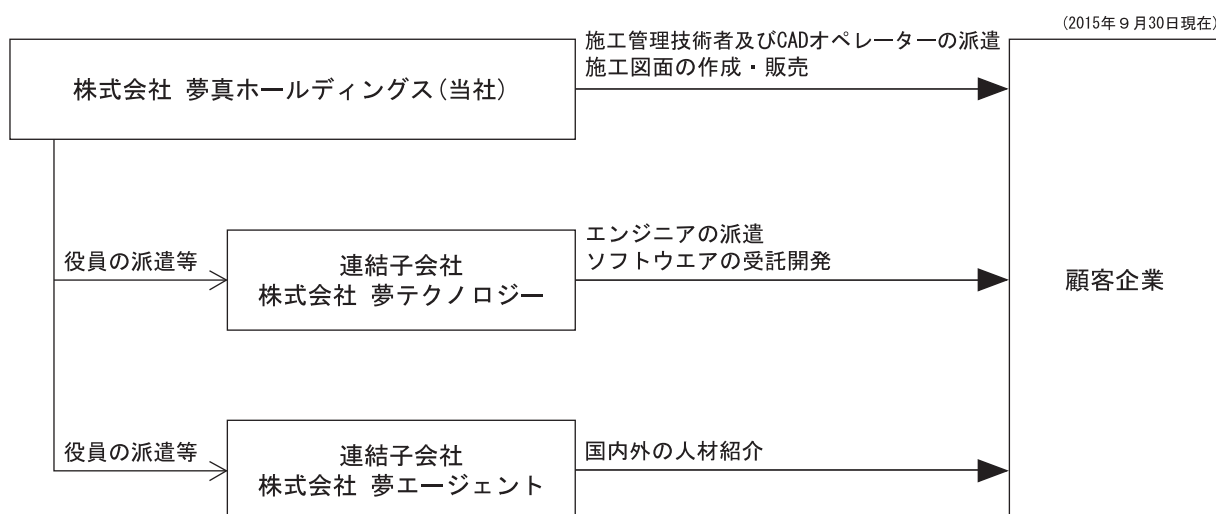 (2015年９月30日現在)
株式会社 夢真ホールディングス(当社)
施工管理技術者及びCADオペレーターの派遣
施工図面の作成・販売
役員の派遣等
連結子会社
株式会社 夢テクノロジー
エンジニアの派遣
ソフトウエアの受託開発
顧客企業
役員の派遣等
連結子会社
株式会社 夢エージェント
国内外の人材紹介